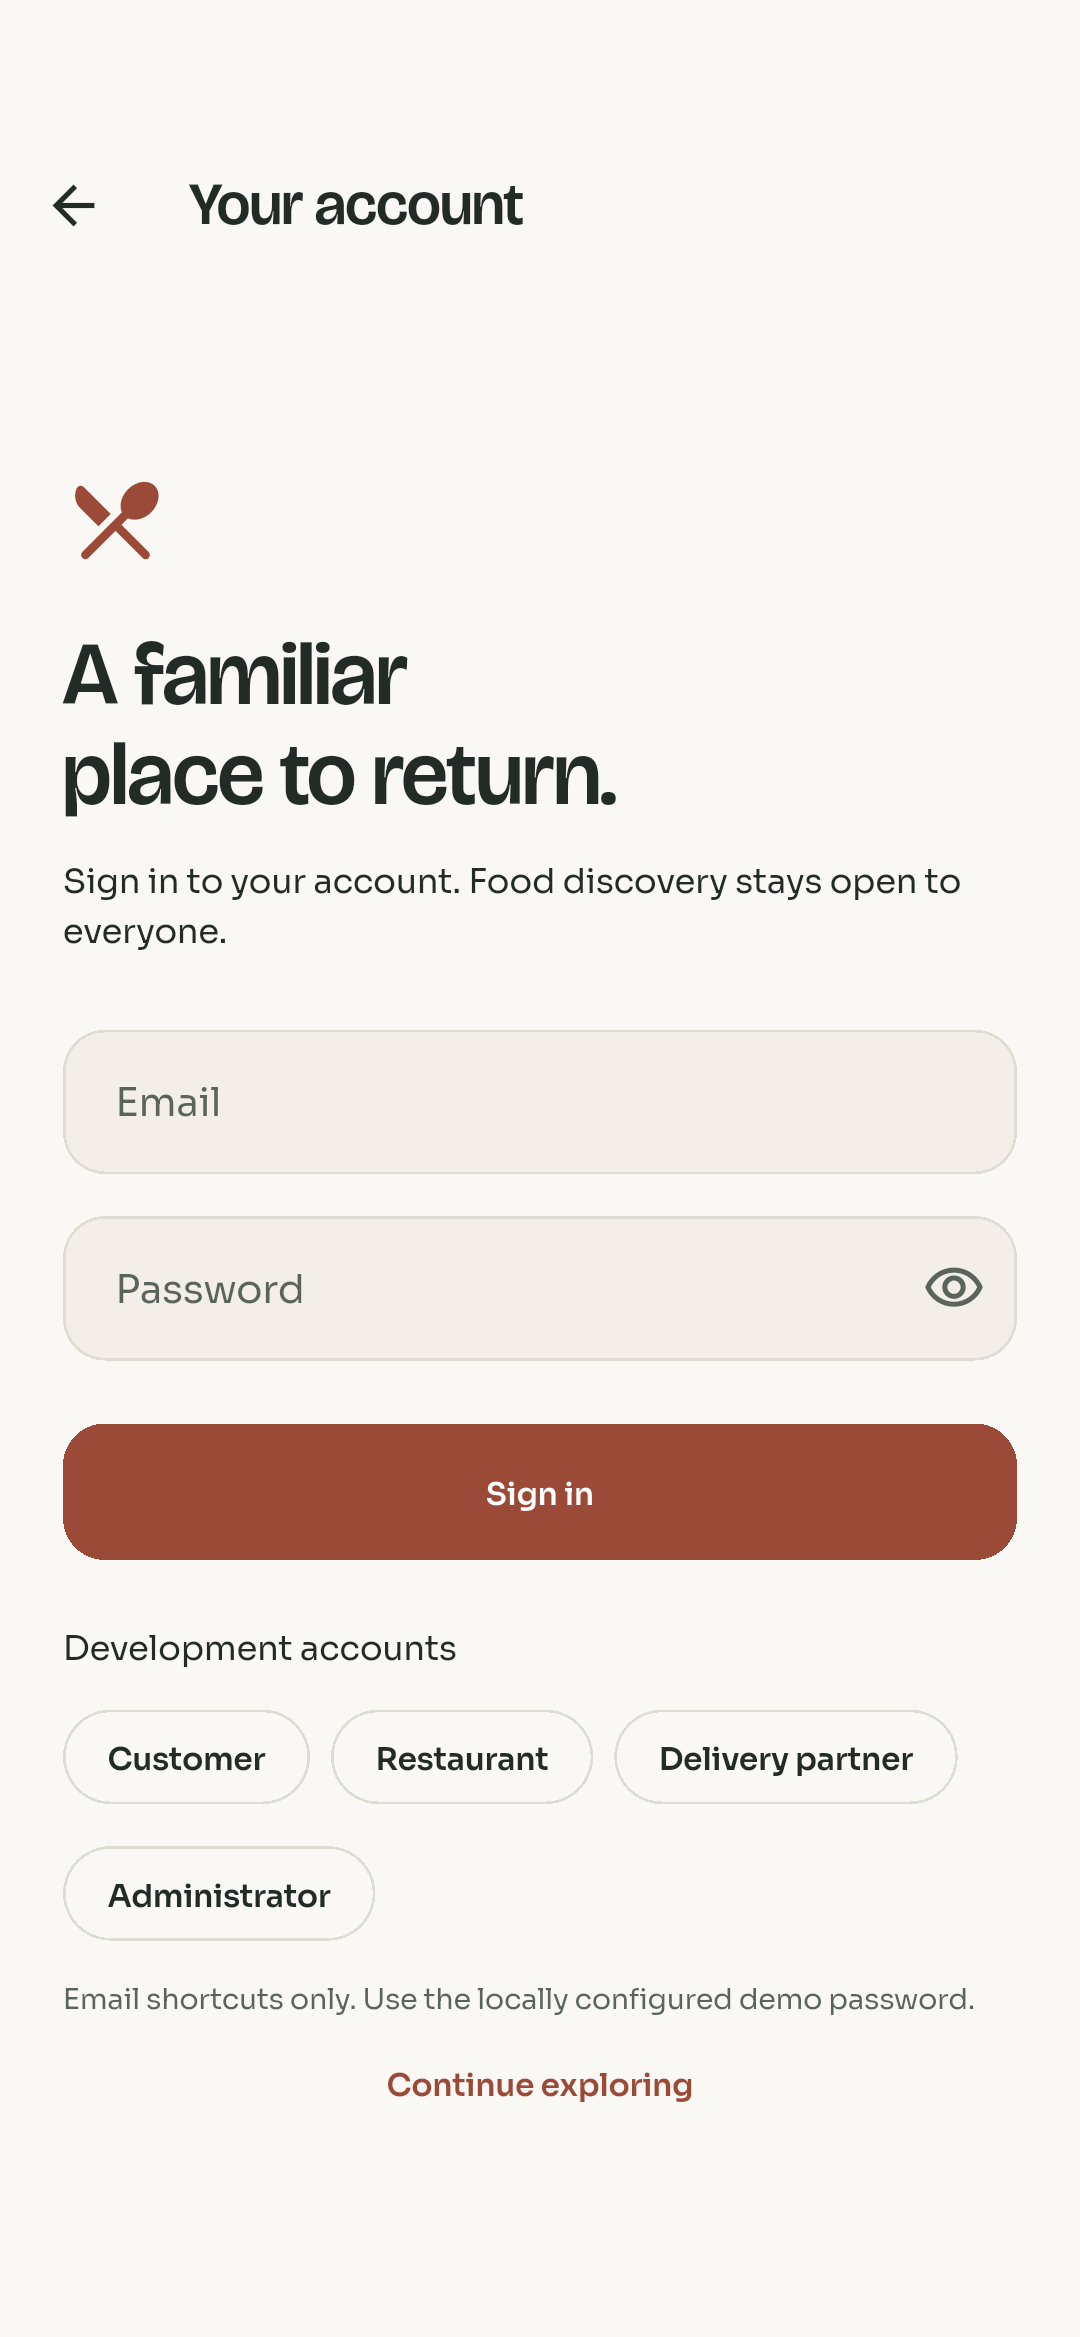 Your account
A familiar
place to return.
Sign in to your account. Food discovery stays open to
everyone.
Email
Password
Sign in
Development accounts
Customer
Restaurant
Delivery partner
Administrator
Email shortcuts only. Use the locally configured demo password.
Continue exploring